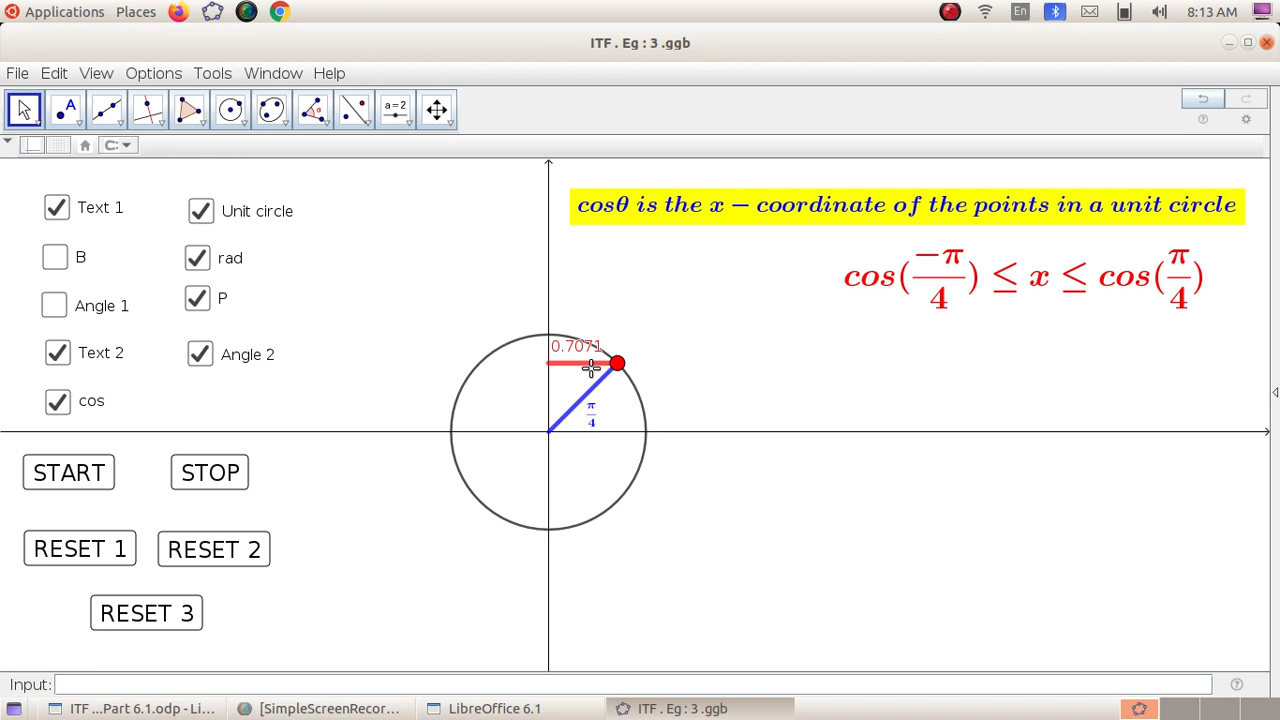 Applications Places En 8:13 AM
ITF . Eg : 3 .ggb
File Edit View Options Tools Window Help
A α a=2
Text 1 Unit circle
B rad
Angle 1 P
Text 2 Angle 2
cos
cosθ is the x − coordinate of the points in a unit circle
cos(−π/4) ≤ x ≤ cos(π/4)
0.7071
π/4
START STOP
RESET 1 RESET 2
RESET 3
Input:
ITF ...Part 6.1.odp - Li... [SimpleScreenRecor... LibreOffice 6.1 ITF . Eg : 3 .ggb